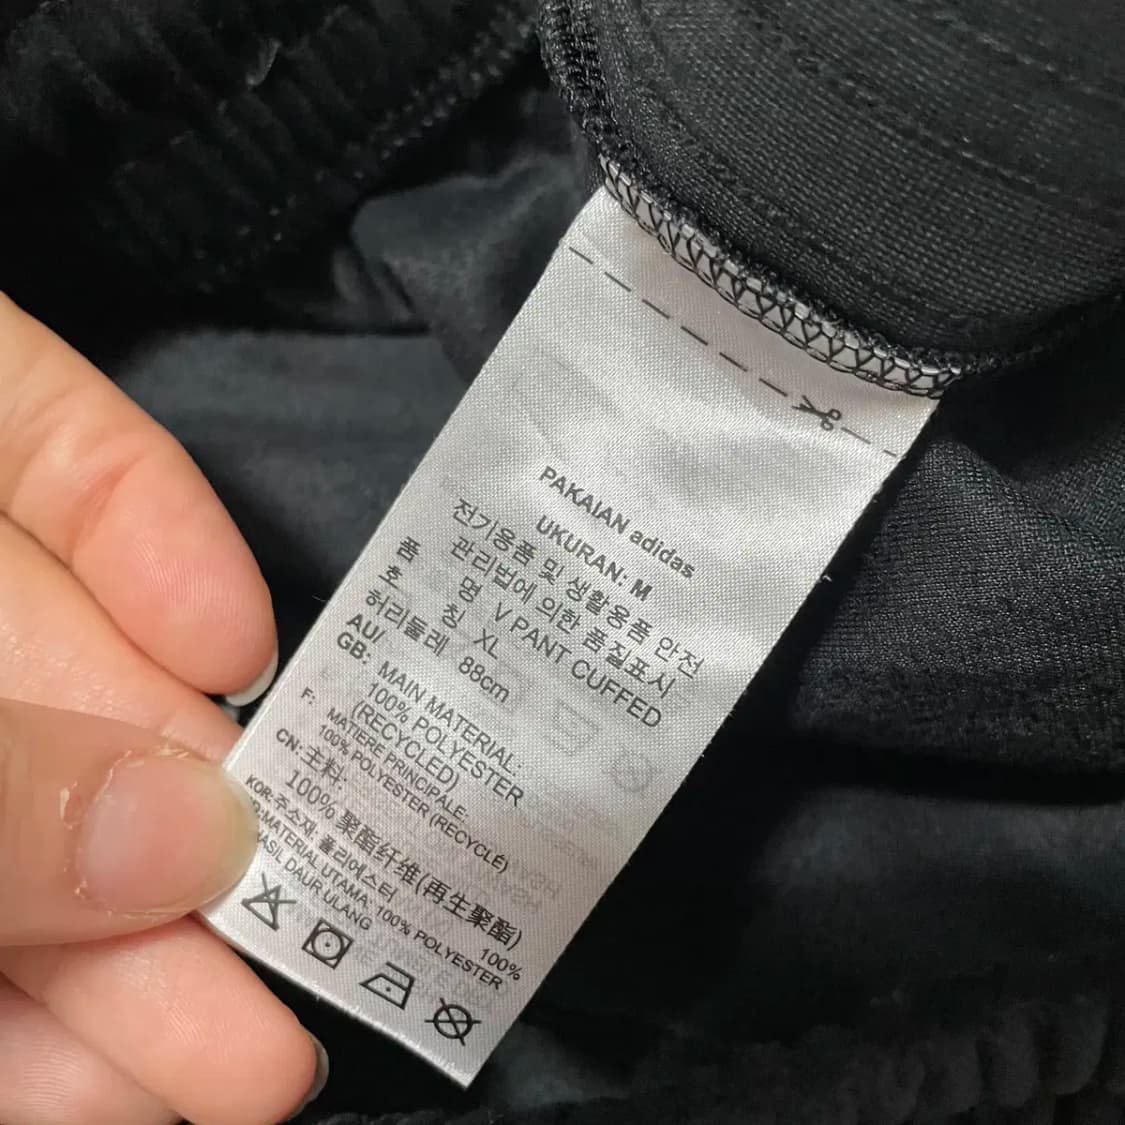 PAKAIAN adidas
UKURAN: M
전기용품 및 생활용품 안전
관리법에 의한 품질표시
품 명 V PANT CUFFED
호 칭 XL
허리둘레 88cm
AU/
GB: MAIN MATERIAL:
100% POLYESTER
(RECYCLED)
F: MATIERE PRINCIPALE:
100% POLYESTER (RECYCLÉ)
CN: 主料:
100% 聚酯纤维(再生聚酯)
KOR: 주소재: 폴리에스터 100%
MATERIAL UTAMA, 100% POLYESTER
DAUR ULANG